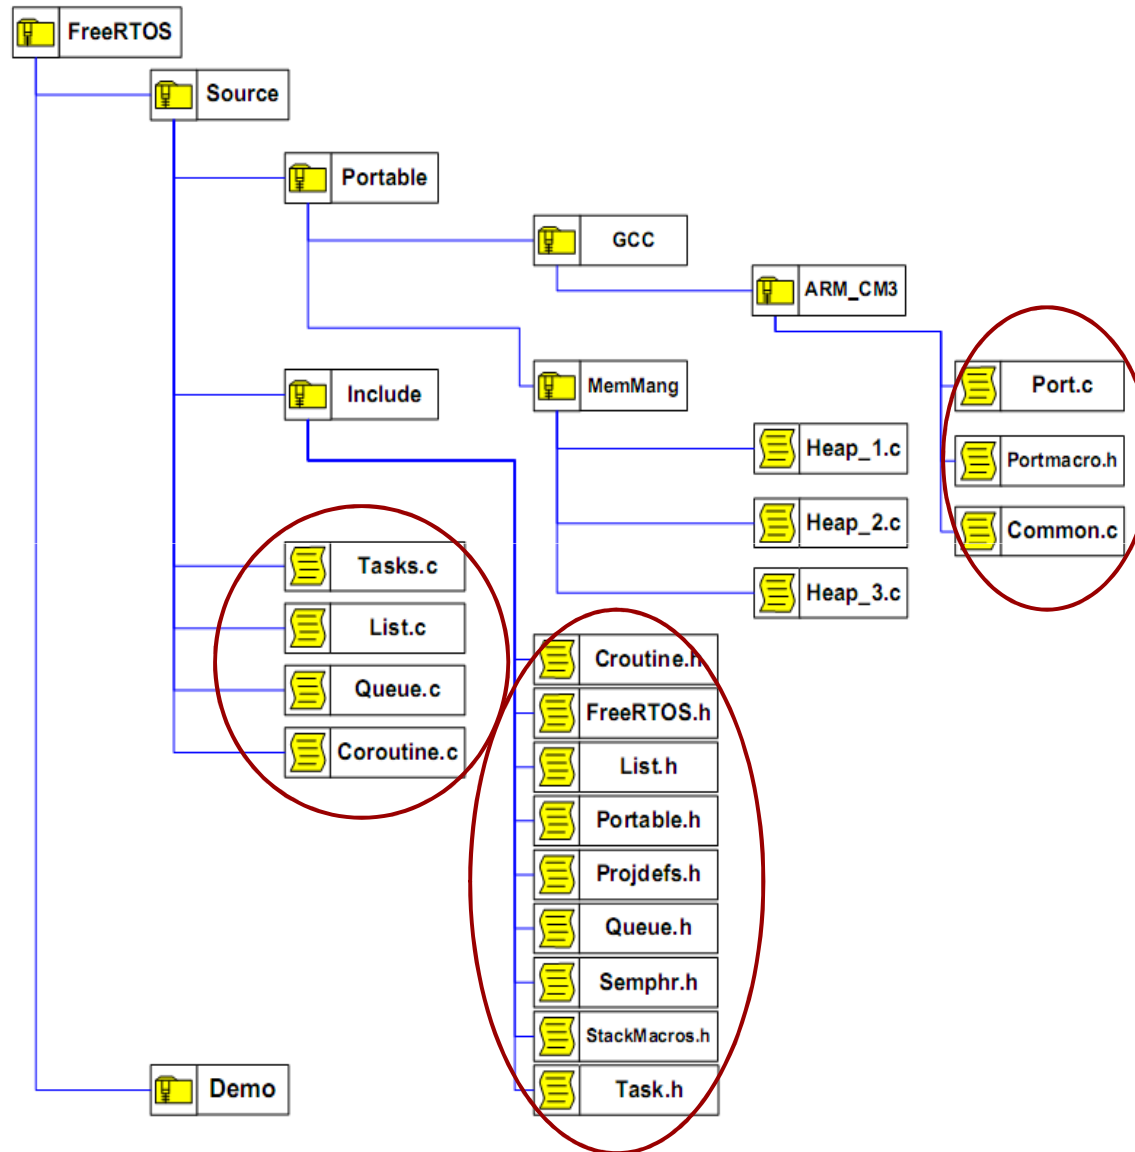 FreeRTOS
Source
Portable
GCC
ARM_CM3
Port.c
Portmacro.h
Common.c
MemMang
Heap_1.c
Heap_2.c
Heap_3.c
Include
Croutine.h
FreeRTOS.h
List.h
Portable.h
Projdefs.h
Queue.h
Semphr.h
StackMacros.h
Task.h
Tasks.c
List.c
Queue.c
Coroutine.c
Demo